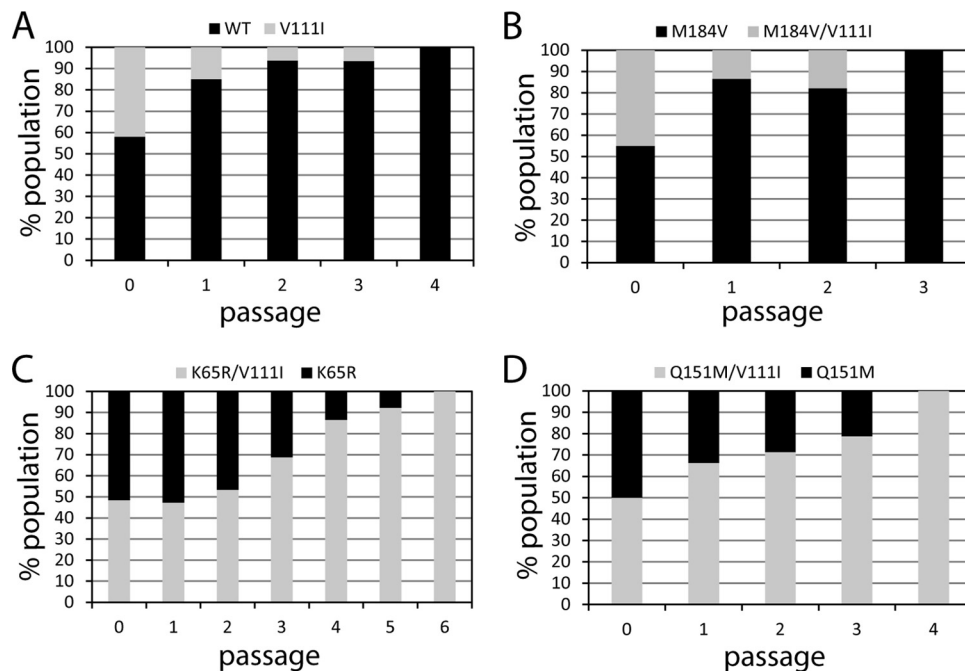 A
WT V111I
100
90
80
70
60
50
40
30
20
10
0
% population
0 1 2 3 4
passage
B
M184V M184V/V111I
100
90
80
70
60
50
40
30
20
10
0
% population
0 1 2 3
passage
C
K65R/V111I K65R
100
90
80
70
60
50
40
30
20
10
0
% population
0 1 2 3 4 5 6
passage
D
Q151M/V111I Q151M
100
90
80
70
60
50
40
30
20
10
0
% population
0 1 2 3 4
passage